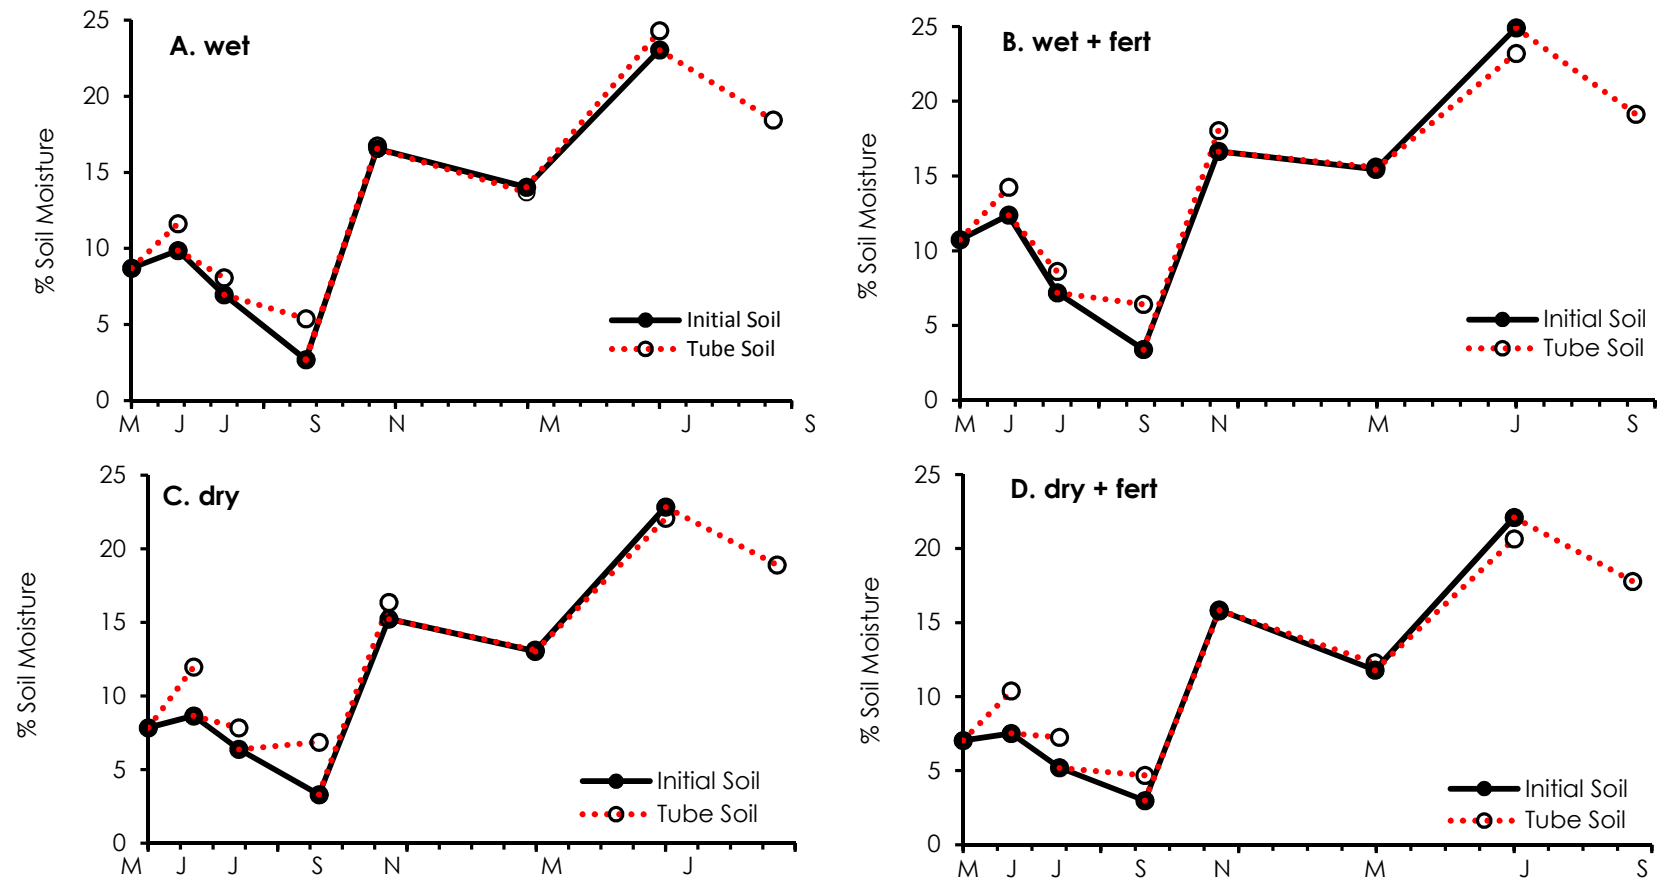 A. wet
% Soil Moisture
25
20
15
10
5
0
M J J S N M J S
Initial Soil
Tube Soil
B. wet + fert
% Soil Moisture
25
20
15
10
5
0
M J J S N M J S
Initial Soil
Tube Soil
C. dry
% Soil Moisture
25
20
15
10
5
0
M J J S N M J
Initial Soil
Tube Soil
D. dry + fert
% Soil Moisture
25
20
15
10
5
0
M J J S N M J S
Initial Soil
Tube Soil